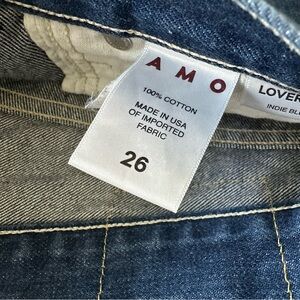 AMO
100% COTTON
MADE IN USA
OF IMPORTED
FABRIC
26
LOVER
INDIE BL